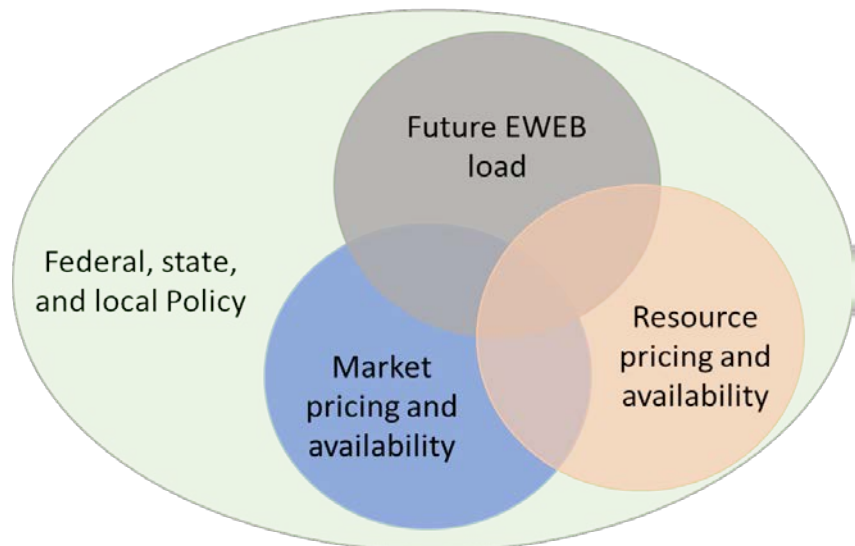 Future EWEB
load
Federal, state,
and local Policy
Market
pricing and
availability
Resource
pricing and
availability